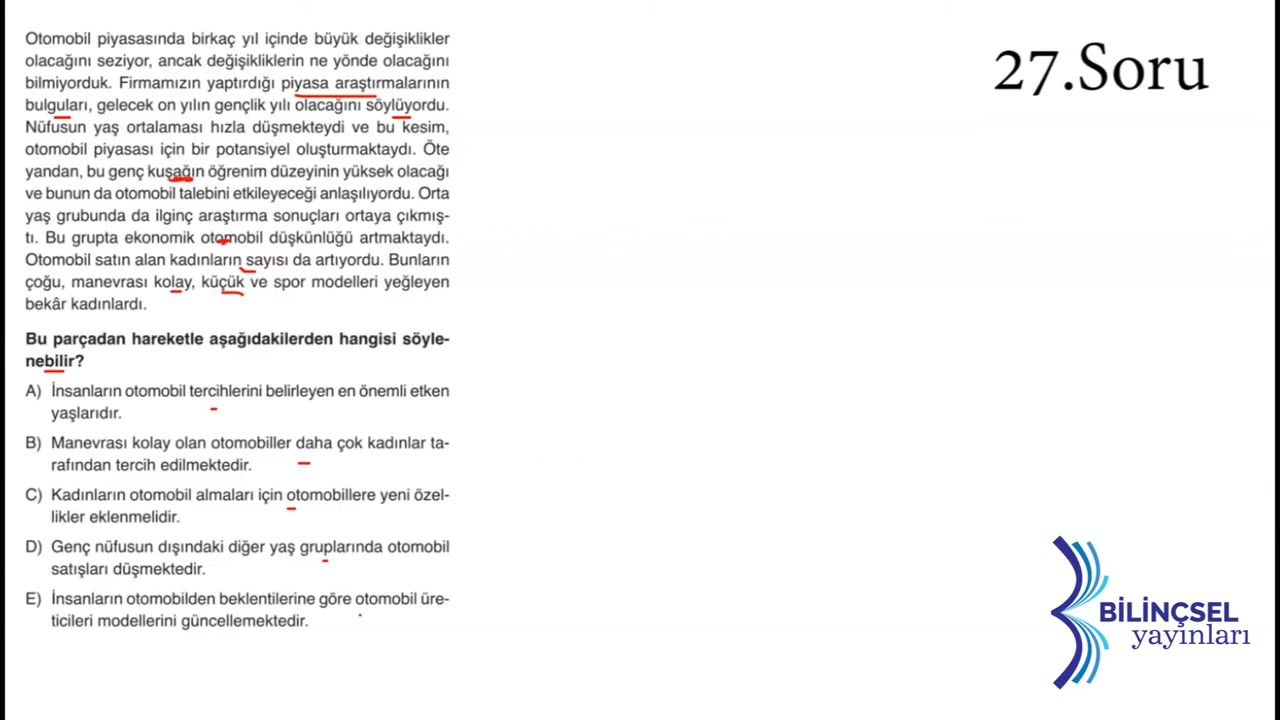 Otomobil piyasasında birkaç yıl içinde büyük değişiklikler
olacağını seziyor, ancak değişikliklerin ne yönde olacağını
bilmiyorduk. Firmamızın yaptırdığı piyasa araştırmalarının
bulguları, gelecek on yılın gençlik yılı olacağını söylüyordu.
Nüfusun yaş ortalaması hızla düşmekteydi ve bu kesim,
otomobil piyasası için bir potansiyel oluşturmaktaydı. Öte
yandan, bu genç kuşağın öğrenim düzeyinin yüksek olacağı
ve bunun da otomobil talebini etkileyeceği anlaşılıyordu. Orta
yaş grubunda da ilginç araştırma sonuçları ortaya çıkmış-
tı. Bu grupta ekonomik otomobil düşkünlüğü artmaktaydı.
Otomobil satın alan kadınların sayısı da artıyordu. Bunların
çoğu, manevrası kolay, küçük ve spor modelleri yeğleyen
bekâr kadınlardı.
Bu parçadan hareketle aşağıdakilerden hangisi söyle-
nebilir?
A) İnsanların otomobil tercihlerini belirleyen en önemli etken
yaşlarıdır.
B) Manevrası kolay olan otomobiller daha çok kadınlar ta-
rafından tercih edilmektedir.
C) Kadınların otomobil almaları için otomobillere yeni özel-
likler eklenmelidir.
D) Genç nüfusun dışındaki diğer yaş gruplarında otomobil
satışları düşmektedir.
E) İnsanların otomobilden beklentilerine göre otomobil üre-
ticileri modellerini güncellemektedir.
27.Soru
BİLİNÇSEL
yayınları